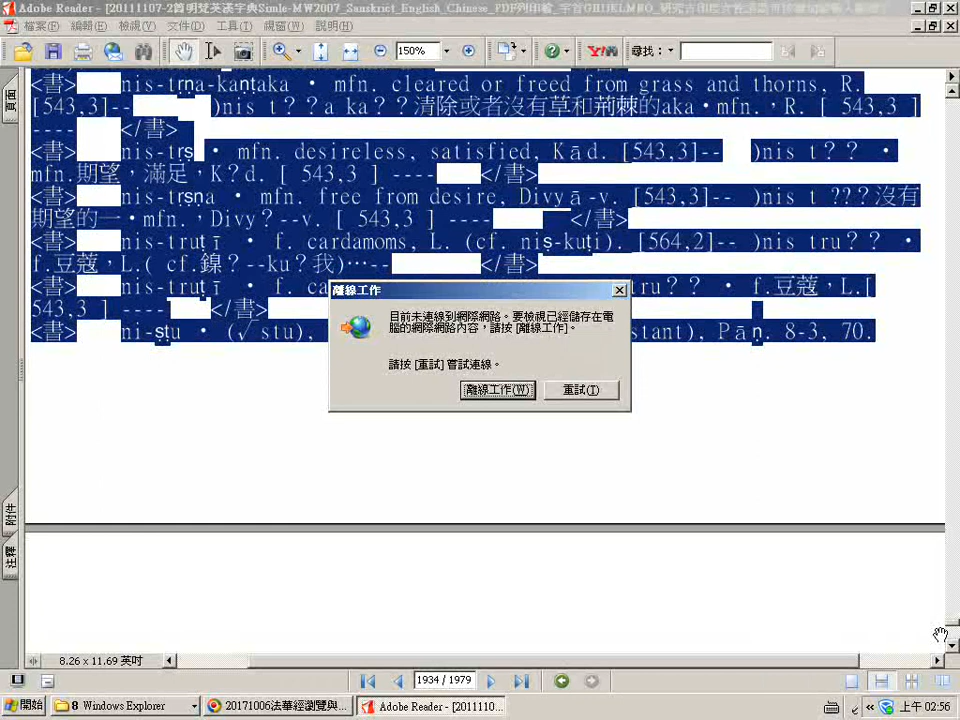 Adobe Reader - [20111107-2簡明梵英漢字典Simle-MW2007_Sanskrit_English_Chinese_PDF列印檔
檔案(F) 編輯(E) 檢視(V) 文件(D) 工具(T) 視窗(W) 說明(H)
150% Y! 尋找：
頁面
<書> nis-tṛṇa-kaṇṭaka • mfn. cleared or freed from grass and thorns, R.
[543,3]-- )nis t？？a ka？？清除或者沒有草和荊棘的aka•mfn.，R. [ 543,3 ]
---- </書>
<書> nis-tṛṣ • mfn. desireless, satisfied, Kād. [543,3]-- )nis t？？ •
mfn.期望，滿足，K？d. [ 543,3 ] ---- </書>
<書> nis-tṛṣṇa • mfn. free from desire, Divyā-v. [543,3]-- )nis t ???沒有
期望的一•mfn.，Divy？--v. [ 543,3 ] ---- </書>
<書> nis-truṭī • f. cardamoms, L. (cf. niṣ-kuṭi). [564,2]-- )nis tru？？ •
f.豆蔻，L.( cf.鎳？--ku？我)…-- </書>
<書> nis-truṭī • f. ca tru？？ • f.豆蔻，L.[
543,3 ] ---- </書>
<書> ni-ṣṭu • (√stu), stant), Pāṇ. 8-3, 70.
離線工作
目前未連線到網際網路。要檢視已經儲存在電
腦的網際網路內容，請按 [離線工作]。
請按 [重試] 嘗試連線。
離線工作(W) 重試(T)
附件
注釋
8.26 x 11.69 英吋
1934 / 1979
開始 8 Windows Explorer 20171006法華經瀏覽與... Adobe Reader - [2011110... 上午 02:56